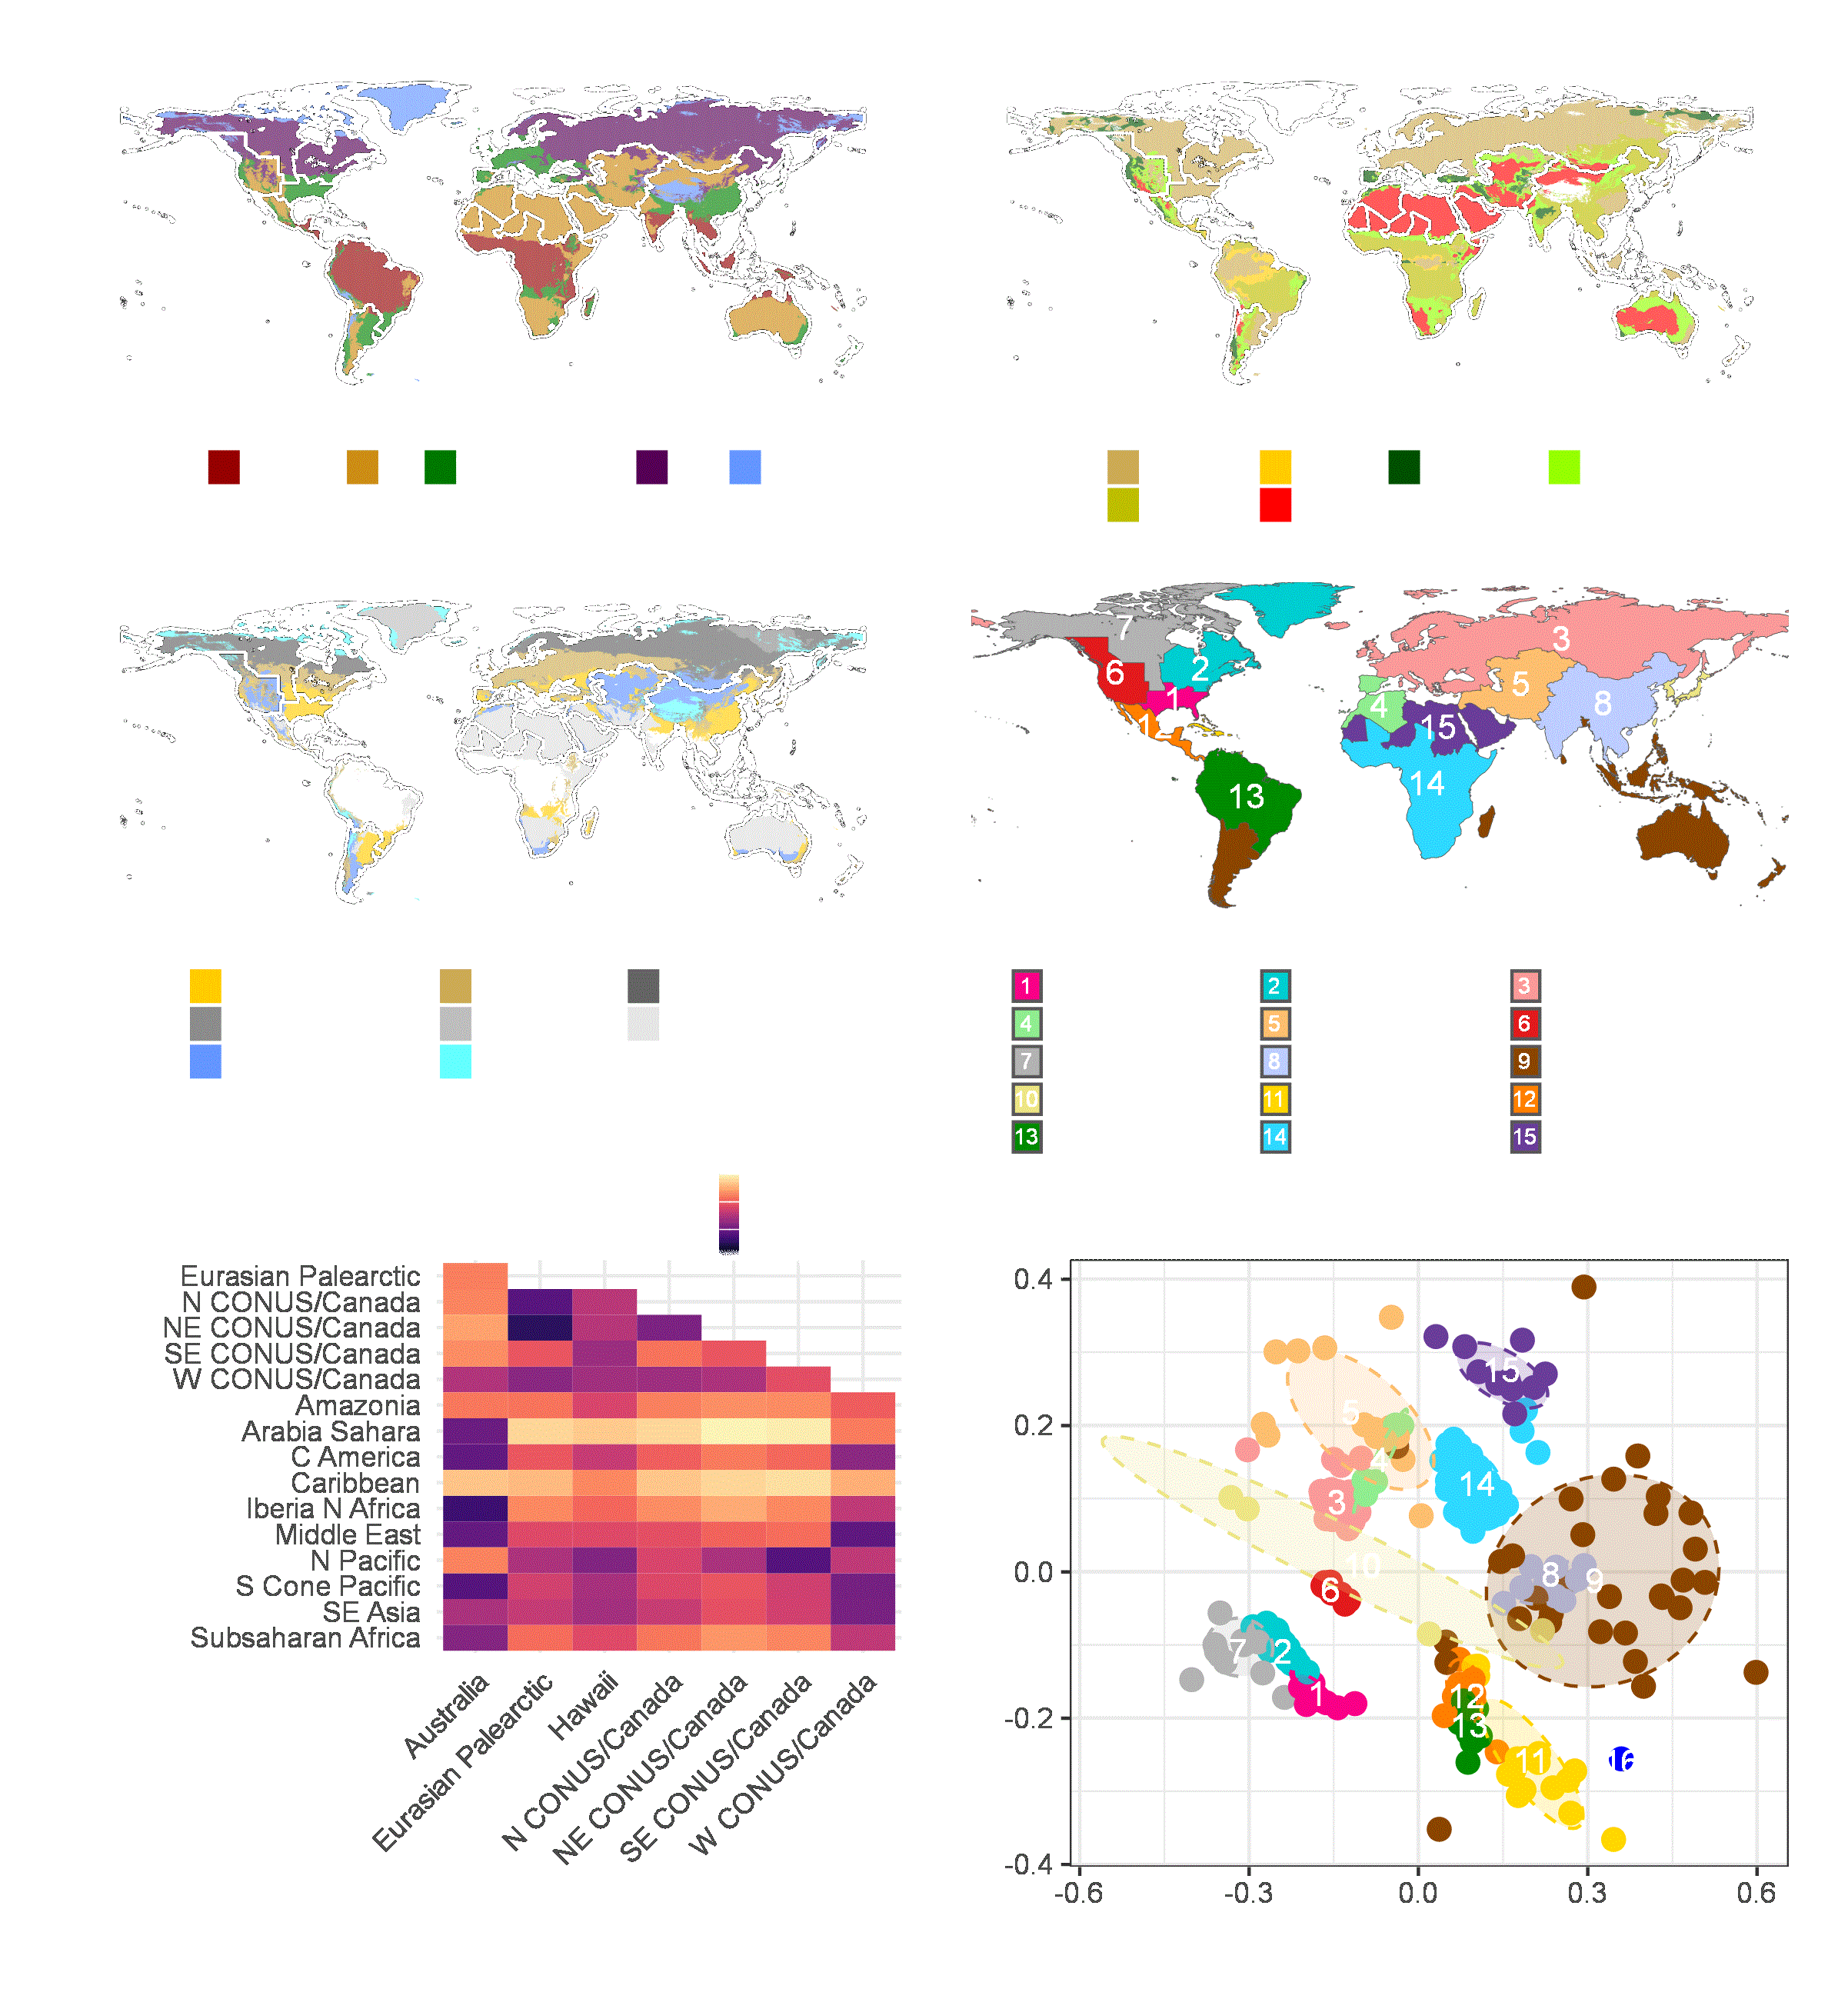 7
3
2
6
5
1
4
8
15
1
14
13
1 2 3
4 5 6
7 8 9
10 11 12
13 14 15
Eurasian Palearctic
N CONUS/Canada
NE CONUS/Canada
SE CONUS/Canada
W CONUS/Canada
Amazonia
Arabia Sahara
C America
Caribbean
Iberia N Africa
Middle East
N Pacific
S Cone Pacific
SE Asia
Subsaharan Africa
Australia
Eurasian Palearctic
Hawaii
N CONUS/Canada
NE CONUS/Canada
SE CONUS/Canada
W CONUS/Canada
0.4
0.2
0.0
-0.2
-0.4
15
5
4
14
3
10
8
9
6
7
2
1
12
13
11
16
-0.6 -0.3 0.0 0.3 0.6